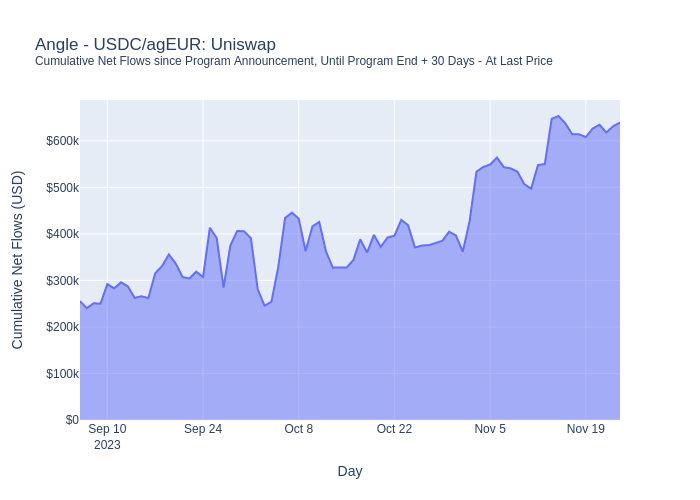 Angle - USDC/agEUR: Uniswap
Cumulative Net Flows since Program Announcement, Until Program End + 30 Days - At Last Price
Cumulative Net Flows (USD)
$600k
$500k
$400k
$300k
$200k
$100k
$0
Sep 10
2023
Sep 24
Oct 8
Oct 22
Nov 5
Nov 19
Day